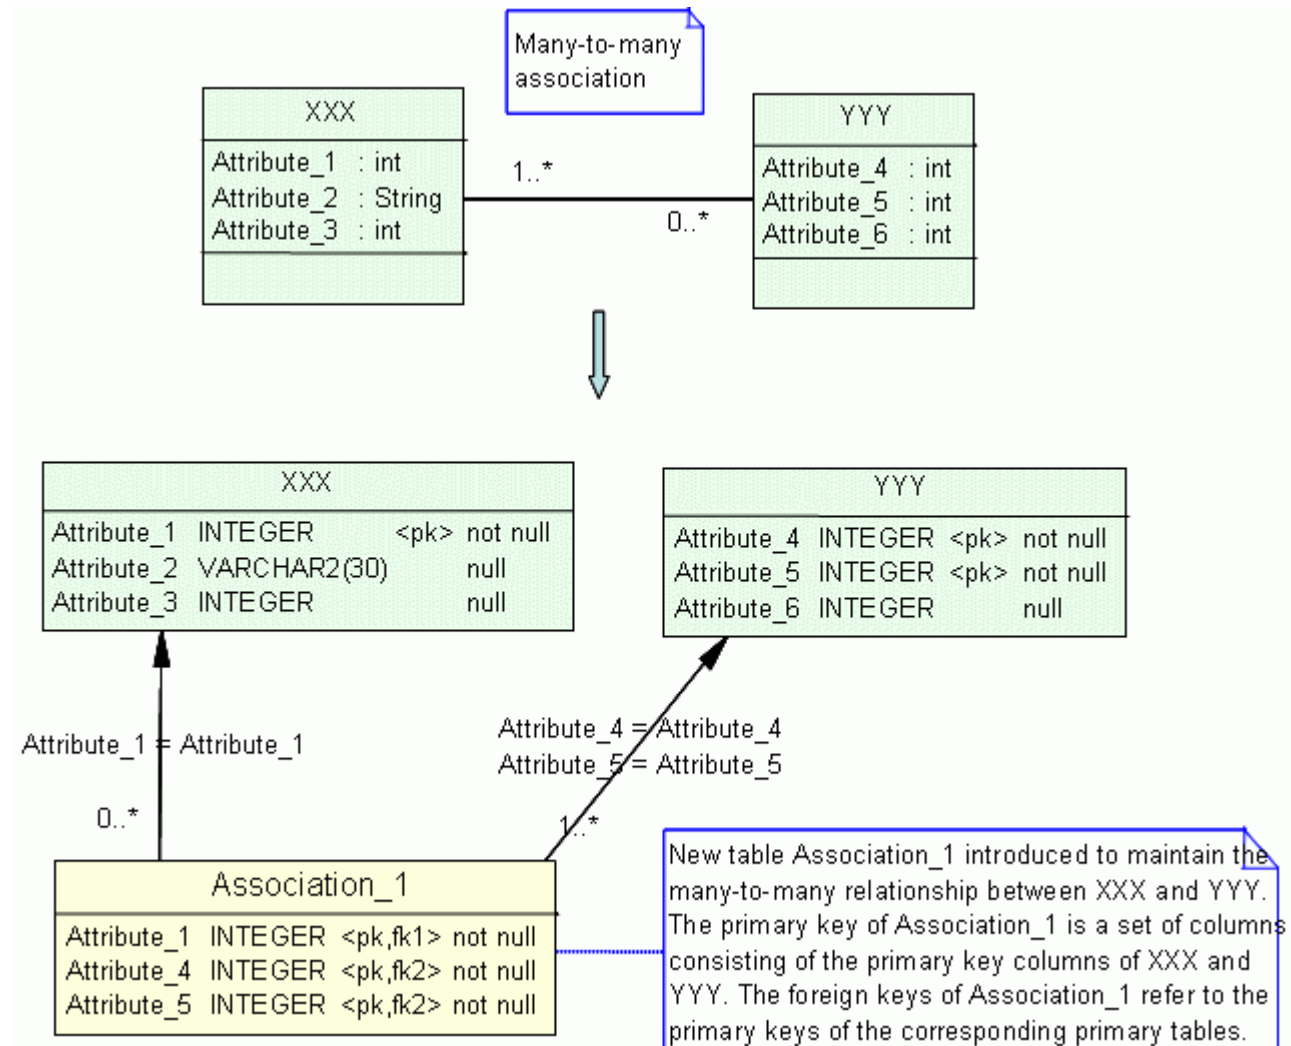 Many-to-many
association
XXX
Attribute_1 : int
Attribute_2 : String
Attribute_3 : int
1..*
0..*
YYY
Attribute_4 : int
Attribute_5 : int
Attribute_6 : int
XXX
Attribute_1 INTEGER <pk> not null
Attribute_2 VARCHAR2(30) null
Attribute_3 INTEGER null
YYY
Attribute_4 INTEGER <pk> not null
Attribute_5 INTEGER <pk> not null
Attribute_6 INTEGER null
Attribute_1 = Attribute_1
0..*
Attribute_4 = Attribute_4
Attribute_5 = Attribute_5
1..*
Association_1
Attribute_1 INTEGER <pk,fk1> not null
Attribute_4 INTEGER <pk,fk2> not null
Attribute_5 INTEGER <pk,fk2> not null
New table Association_1 introduced to maintain the
many-to-many relationship between XXX and YYY.
The primary key of Association_1 is a set of columns
consisting of the primary key columns of XXX and
YYY. The foreign keys of Association_1 refer to the
primary keys of the corresponding primary tables.